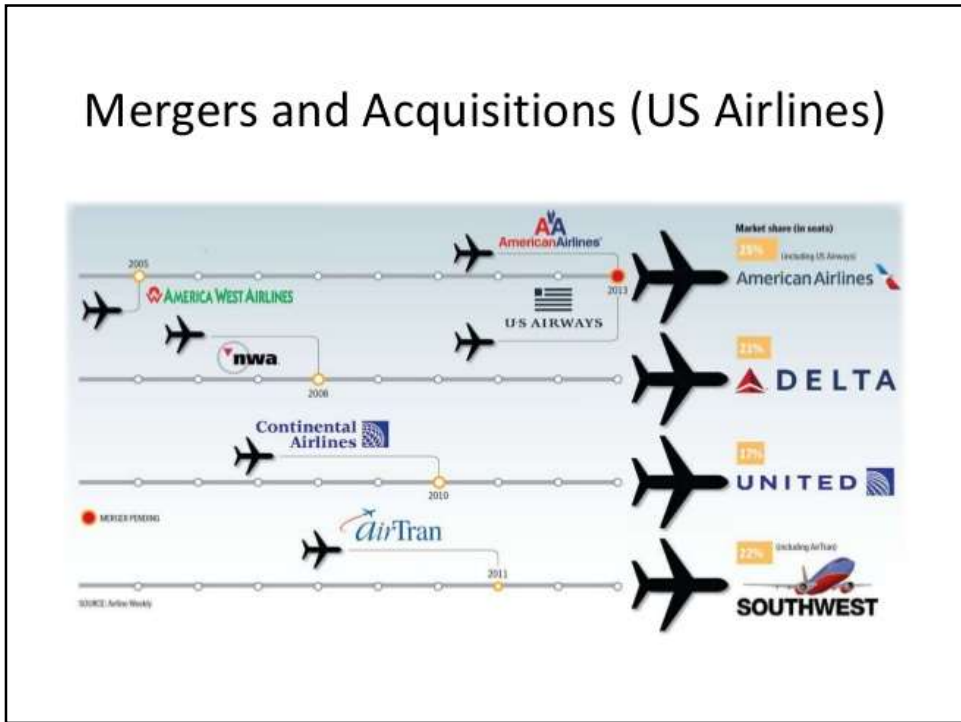 Mergers and Acquisitions (US Airlines)
AA
AmericanAirlines®
Market share (in seats)
25% (including US Airways)
American Airlines
2005
2013
AMERICA WEST AIRLINES
U·S AIRWAYS
nwa
21%
DELTA
2008
Continental
Airlines
17%
UNITED
2010
MERGER PENDING
airTran
22% (including AirTran)
2011
SOUTHWEST
SOURCE: Airline Weekly